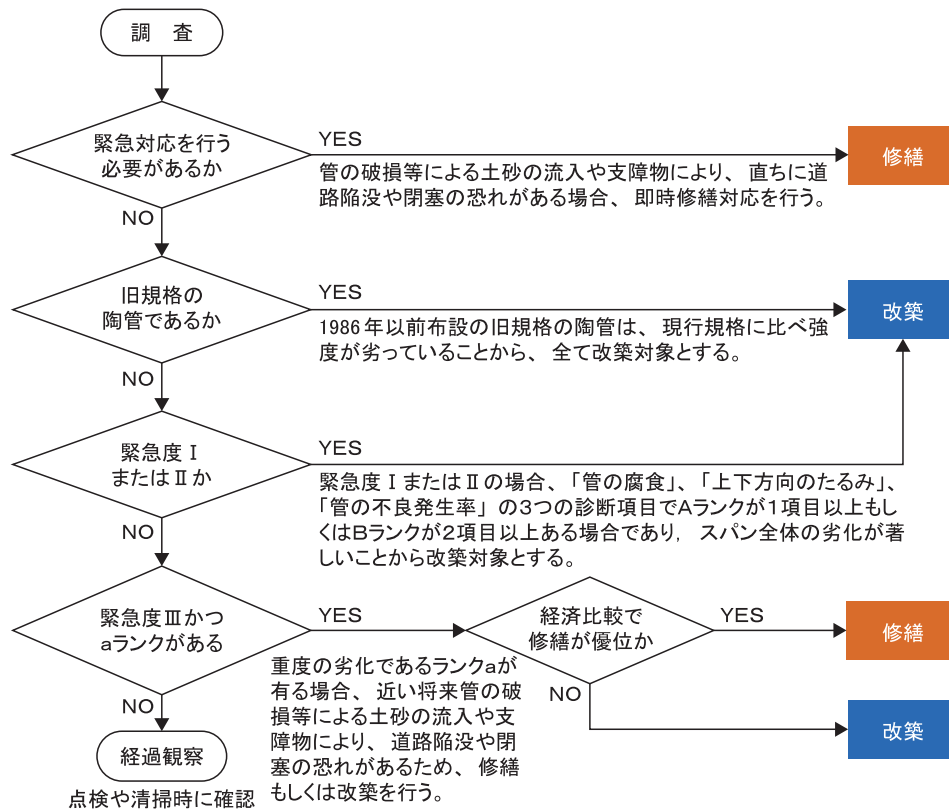 調 査
緊急対応を行う
必要があるか
YES
修繕
管の破損等による土砂の流入や支障物により、直ちに道
路陥没や閉塞の恐れがある場合、即時修繕対応を行う。
NO
旧規格の
陶管であるか
YES
改築
1986年以前布設の旧規格の陶管は、現行規格に比べ強
度が劣っていることから、全て改築対象とする。
NO
緊急度Ⅰ
またはⅡか
YES
緊急度ⅠまたはⅡの場合、「管の腐食」、「上下方向のたるみ」、
「管の不良発生率」の3つの診断項目でAランクが1項目以上もし
くはBランクが2項目以上ある場合であり，スパン全体の劣化が著
しいことから改築対象とする。
NO
緊急度Ⅲかつ
aランクがある
YES
経済比較で
修繕が優位か
YES
修繕
重度の劣化であるランクaが
有る場合、近い将来管の破
損等による土砂の流入や支
障物により、道路陥没や閉
塞の恐れがあるため、修繕
もしくは改築を行う。
NO
改築
NO
経過観察
点検や清掃時に確認